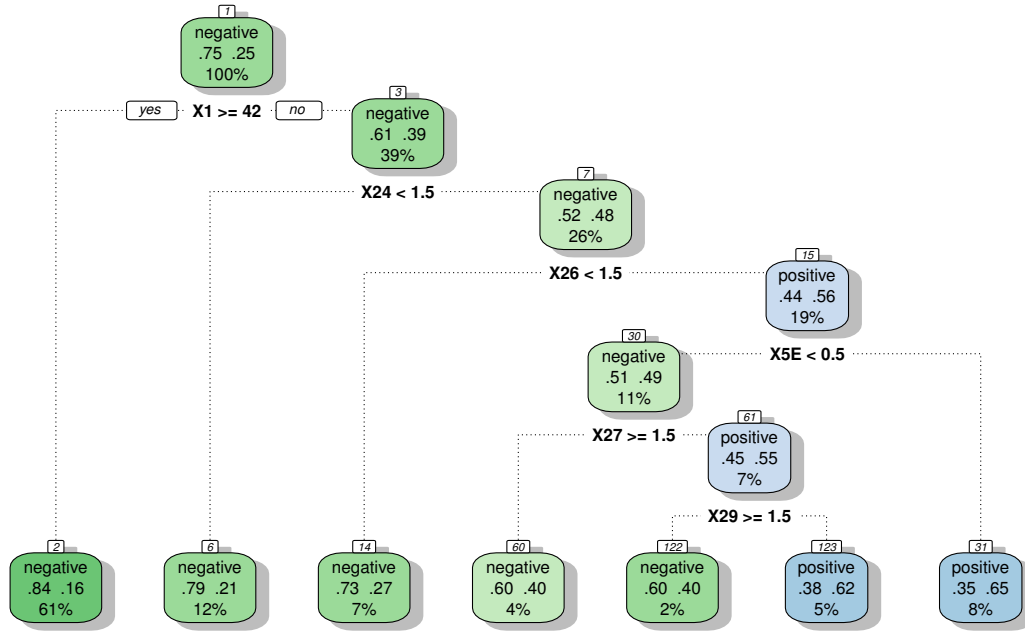 1
negative
.75 .25
100%
yes X1 >= 42 no
3
negative
.61 .39
39%
X24 < 1.5
7
negative
.52 .48
26%
X26 < 1.5
15
positive
.44 .56
19%
X5E < 0.5
30
negative
.51 .49
11%
X27 >= 1.5
61
positive
.45 .55
7%
X29 >= 1.5
2
negative
.84 .16
61%
6
negative
.79 .21
12%
14
negative
.73 .27
7%
60
negative
.60 .40
4%
122
negative
.60 .40
2%
123
positive
.38 .62
5%
31
positive
.35 .65
8%